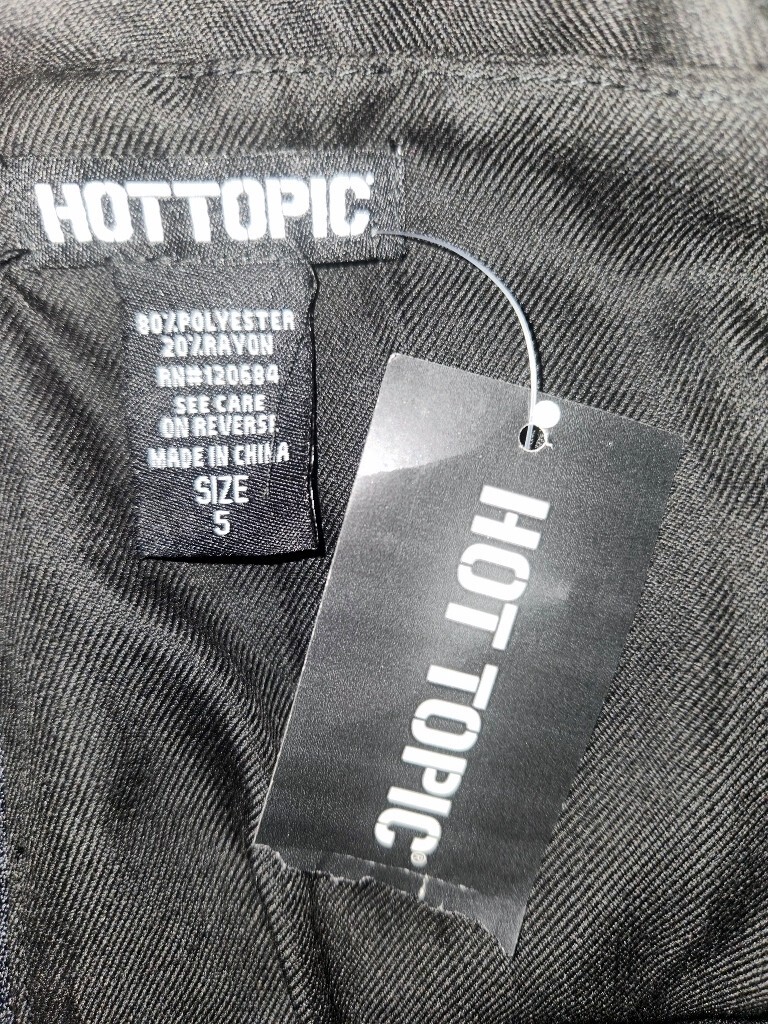 HOTTOPIC
80%POLYESTER
20%RAYON
RN#120684
SEE CARE
ON REVERSE
MADE IN CHINA
SIZE
5
HOT TOPIC®